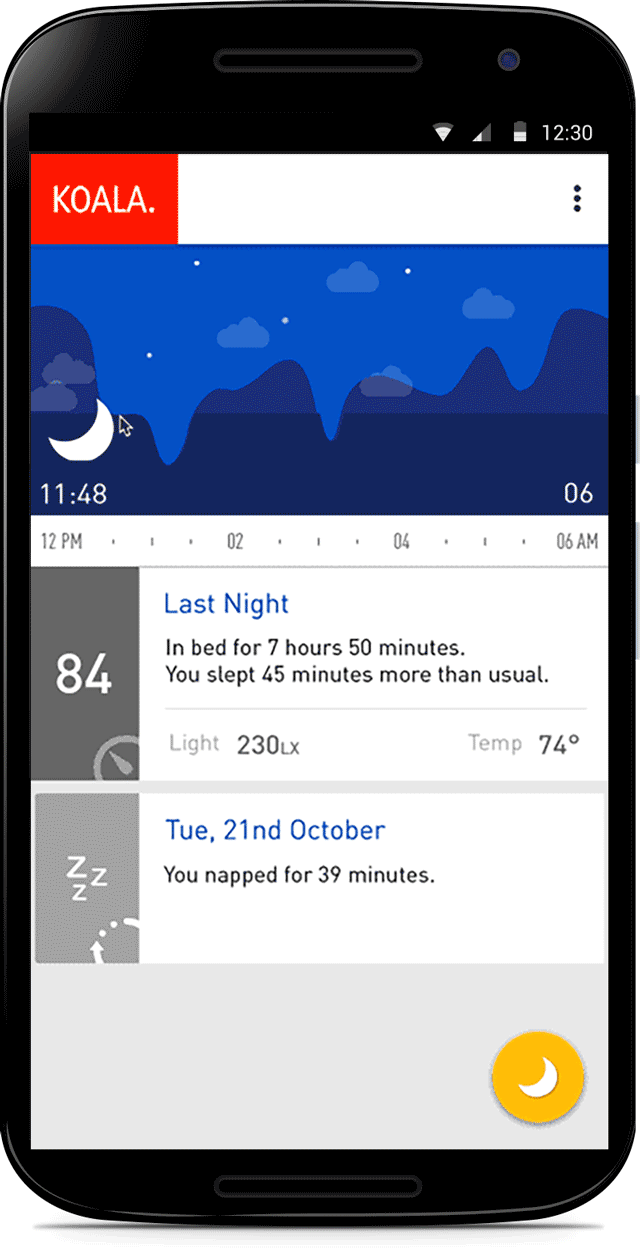 12:30
KOALA.
11:48
06
12 PM 02 04 06 AM
84
Last Night
In bed for 7 hours 50 minutes.
You slept 45 minutes more than usual.
Light 230LX Temp 74°
zzz
Tue, 21nd October
You napped for 39 minutes.